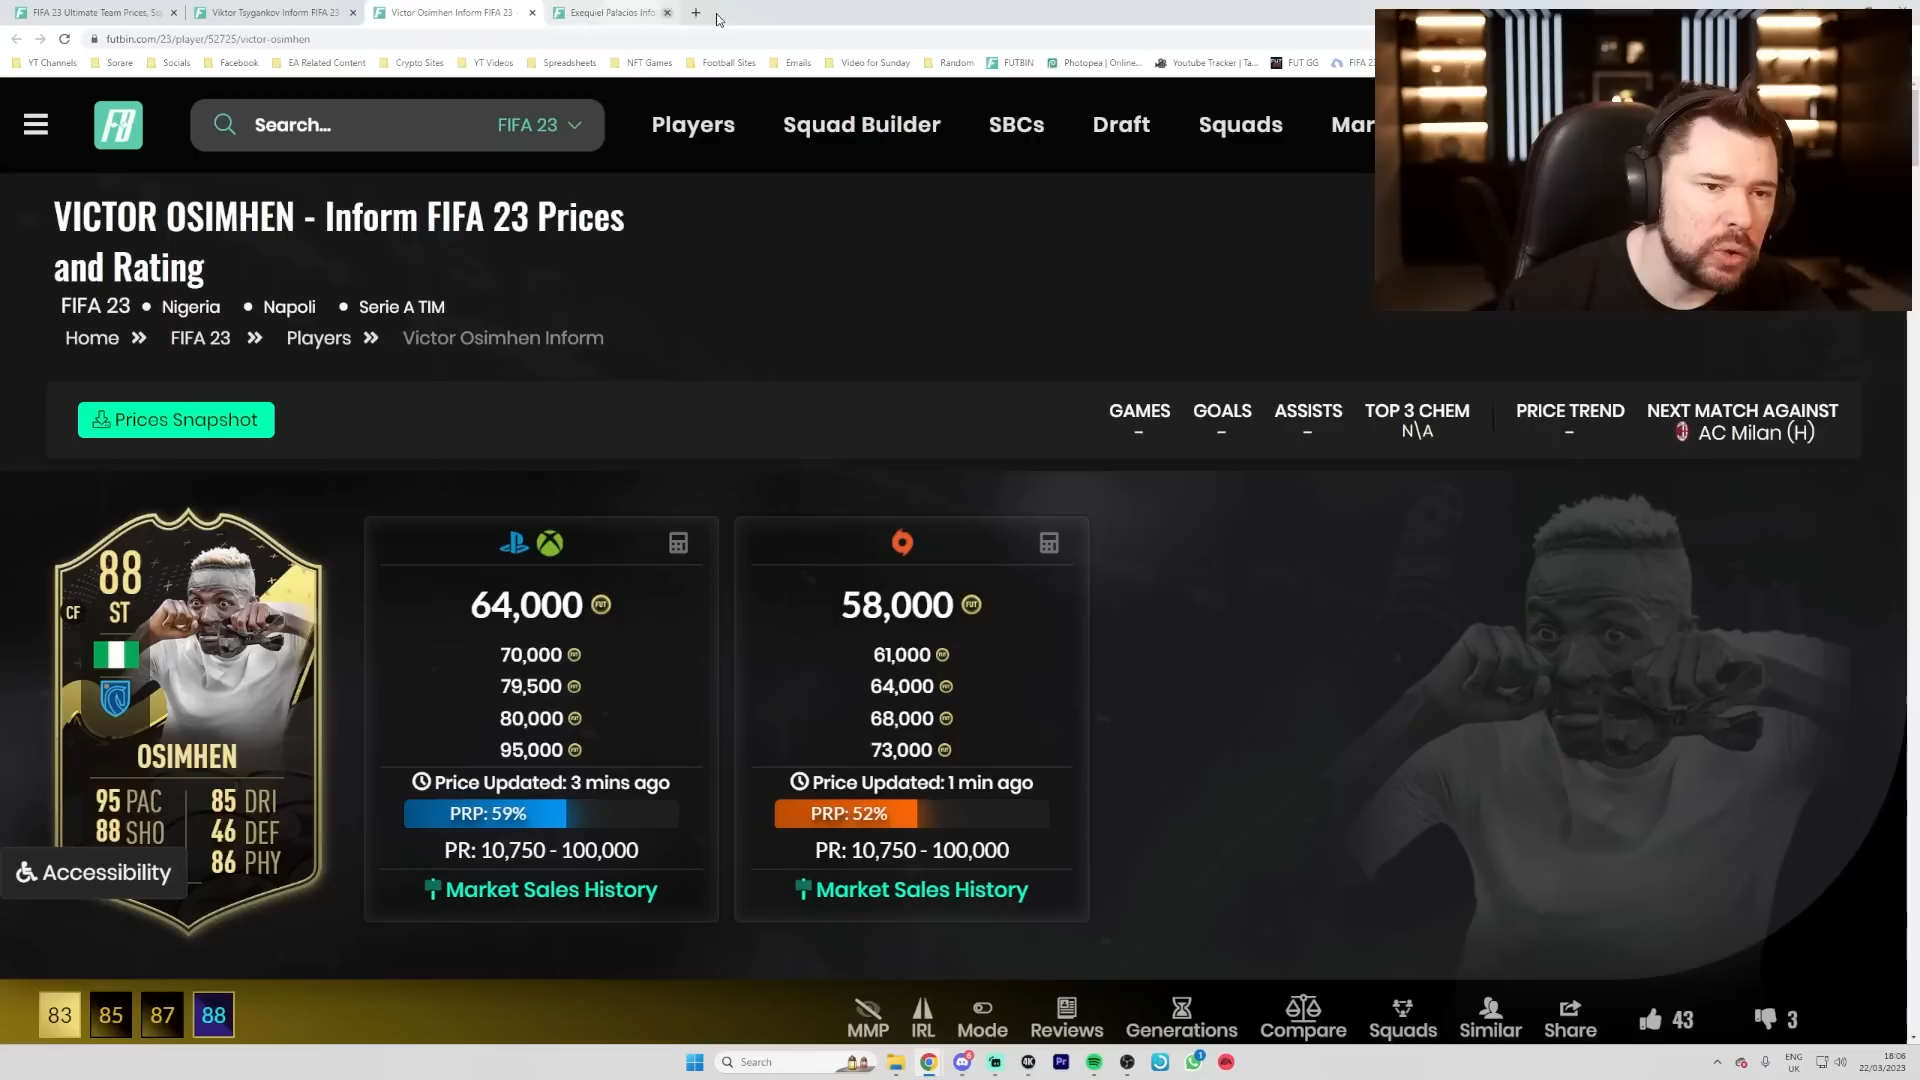 FIFA 23 Ultimate Team Prices, Sq
Viktor Tsygankov Inform FIFA 23
Victor Osimhen Inform FIFA 23
Exequiel Palacios Info
futbin.com/23/player/52725/victor-osimhen
YT Channels
Sorare
Socials
Facebook
EA Related Content
Crypto Sites
YT Videos
Spreadsheets
NFT Games
Football Sites
Emails
Video for Sunday
Random
FUTBIN
Photopea | Online...
Youtube Tracker | Ta...
FUT GG
FIFA 23
Search...
FIFA 23
Players
Squad Builder
SBCs
Draft
Squads
Mar
VICTOR OSIMHEN - Inform FIFA 23 Prices
and Rating
FIFA 23 • Nigeria • Napoli • Serie A TIM
Home » FIFA 23 » Players » Victor Osimhen Inform
Prices Snapshot
GAMES
-
GOALS
-
ASSISTS
-
TOP 3 CHEM
N\A
PRICE TREND
-
NEXT MATCH AGAINST
AC Milan (H)
88
ST
CF
OSIMHEN
95 PAC
85 DRI
88 SHO
46 DEF
86 PHY
Accessibility
64,000
70,000
79,500
80,000
95,000
Price Updated: 3 mins ago
PRP: 59%
PR: 10,750 - 100,000
Market Sales History
58,000
61,000
64,000
68,000
73,000
Price Updated: 1 min ago
PRP: 52%
PR: 10,750 - 100,000
Market Sales History
83
85
87
88
MMP
IRL
Mode
Reviews
Generations
Compare
Squads
Similar
Share
43
3
Search
ENG
UK
18:06
22/03/2023